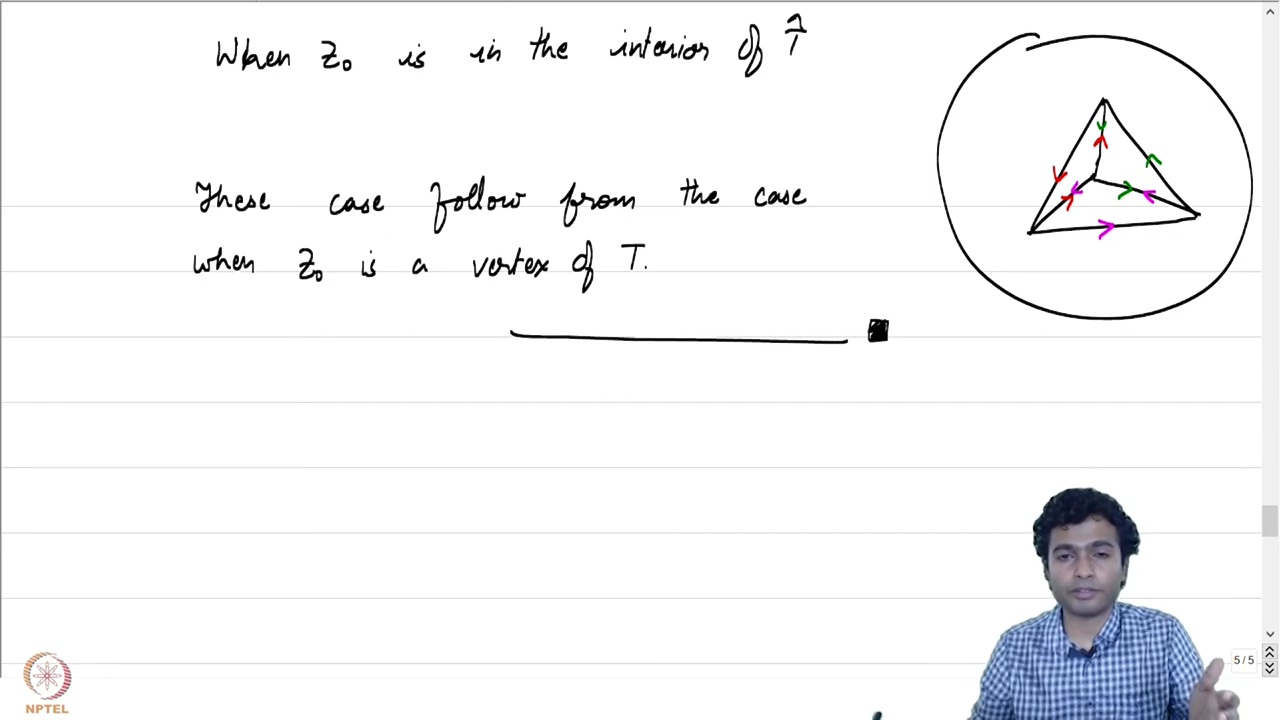 When z₀ is in the interior of T̂
These case follow from the case
when z₀ is a vertex of T.
5 / 5
NPTEL